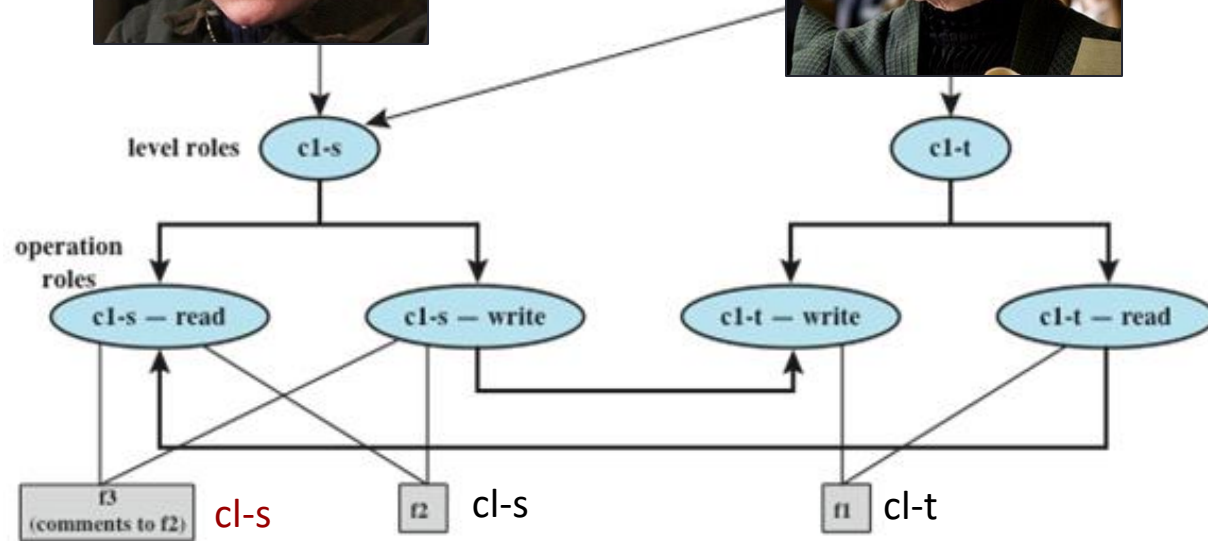 level roles
c1-s
c1-t
operation
roles
c1-s — read
c1-s — write
c1-t — write
c1-t — read
f3
(comments to f2)
cl-s
f2
cl-s
f1
cl-t